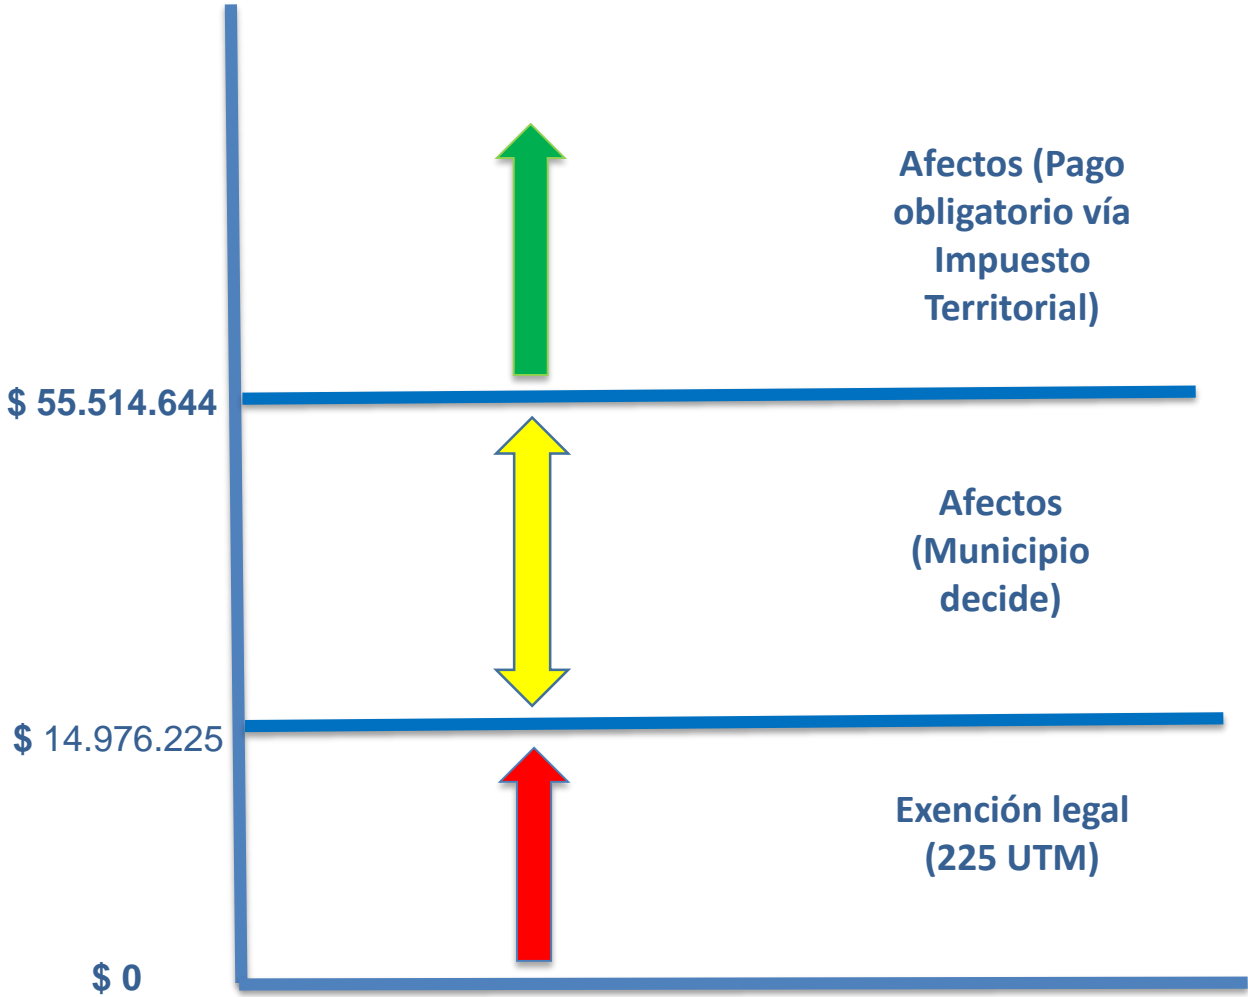 Afectos (Pago
obligatorio vía
Impuesto
Territorial)
$ 55.514.644
Afectos
(Municipio
decide)
$ 14.976.225
Exención legal
(225 UTM)
$ 0